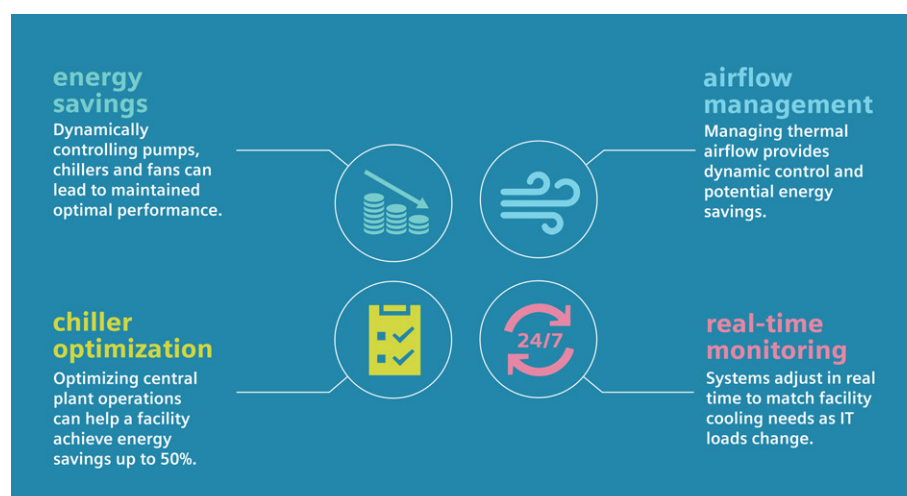 energy
savings
Dynamically
controlling pumps,
chillers and fans can
lead to maintained
optimal performance.
airflow
management
Managing thermal
airflow provides
dynamic control and
potential energy
savings.
chiller
optimization
Optimizing central
plant operations
can help a facility
achieve energy
savings up to 50%.
24/7
real-time
monitoring
Systems adjust in real
time to match facility
cooling needs as IT
loads change.